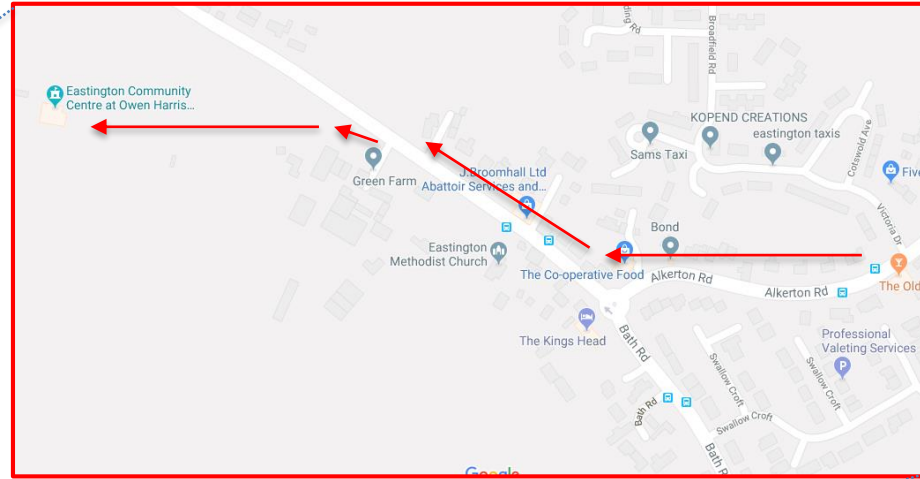 ding Rd
Broadfield Rd
Eastington Community
Centre at Owen Harris...
KOPEND CREATIONS
eastington taxis
Cotswold Ave
Sams Taxi
Five
Green Farm
J.Broomhall Ltd
Abattoir Services and...
Victoria Dr
Bond
Eastington
Methodist Church
The Co-operative Food
Alkerton Rd
Alkerton Rd
The Old
The Kings Head
Bath Rd
Professional
Valeting Services
P
Swallow Croft
Swallow Croft
Bath Rd
Swallow Croft
Bath R
Google